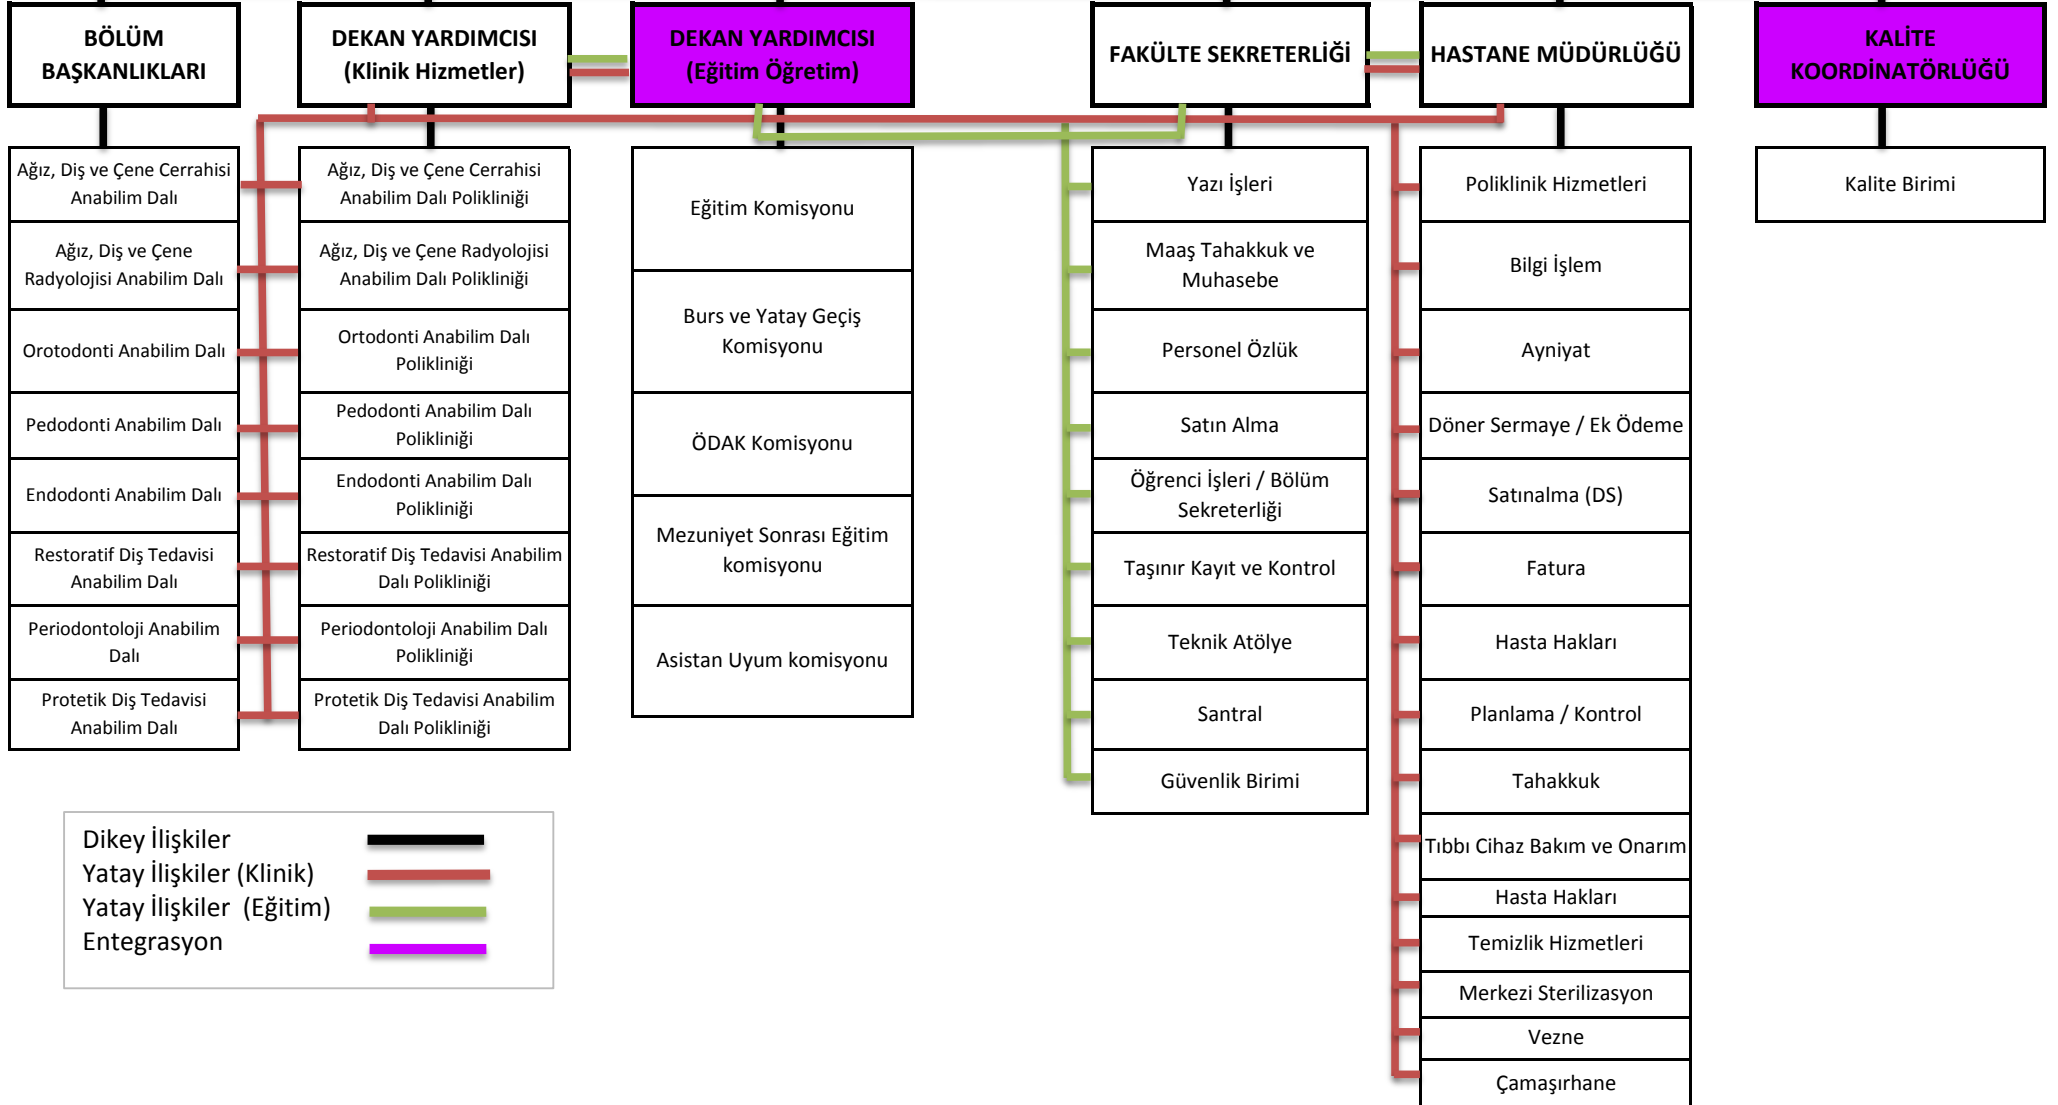 BÖLÜM
BAŞKANLIKLARI
Ağız, Diş ve Çene Cerrahisi
Anabilim Dalı
Ağız, Diş ve Çene
Radyolojisi Anabilim Dalı
Orotodonti Anabilim Dalı
Pedodonti Anabilim Dalı
Endodonti Anabilim Dalı
Restoratif Diş Tedavisi
Anabilim Dalı
Periodontoloji Anabilim
Dalı
Protetik Diş Tedavisi
Anabilim Dalı
DEKAN YARDIMCISI
(Klinik Hizmetler)
Ağız, Diş ve Çene Cerrahisi
Anabilim Dalı Polikliniği
Ağız, Diş ve Çene Radyolojisi
Anabilim Dalı Polikliniği
Ortodonti Anabilim Dalı
Polikliniği
Pedodonti Anabilim Dalı
Polikliniği
Endodonti Anabilim Dalı
Polikliniği
Restoratif Diş Tedavisi Anabilim
Dalı Polikliniği
Periodontoloji Anabilim Dalı
Polikliniği
Protetik Diş Tedavisi Anabilim
Dalı Polikliniği
DEKAN YARDIMCISI
(Eğitim Öğretim)
Eğitim Komisyonu
Burs ve Yatay Geçiş
Komisyonu
ÖDAK Komisyonu
Mezuniyet Sonrası Eğitim
komisyonu
Asistan Uyum komisyonu
FAKÜLTE SEKRETERLİĞİ
Yazı İşleri
Maaş Tahakkuk ve
Muhasebe
Personel Özlük
Satın Alma
Öğrenci İşleri / Bölüm
Sekreterliği
Taşınır Kayıt ve Kontrol
Teknik Atölye
Santral
Güvenlik Birimi
HASTANE MÜDÜRLÜĞÜ
Poliklinik Hizmetleri
Bilgi İşlem
Ayniyat
Döner Sermaye / Ek Ödeme
Satınalma (DS)
Fatura
Hasta Hakları
Planlama / Kontrol
Tahakkuk
Tıbbı Cihaz Bakım ve Onarım
Hasta Hakları
Temizlik Hizmetleri
Merkezi Sterilizasyon
Vezne
Çamaşırhane
KALİTE
KOORDİNATÖRLÜĞÜ
Kalite Birimi
Dikey İlişkiler
Yatay İlişkiler (Klinik)
Yatay İlişkiler (Eğitim)
Entegrasyon